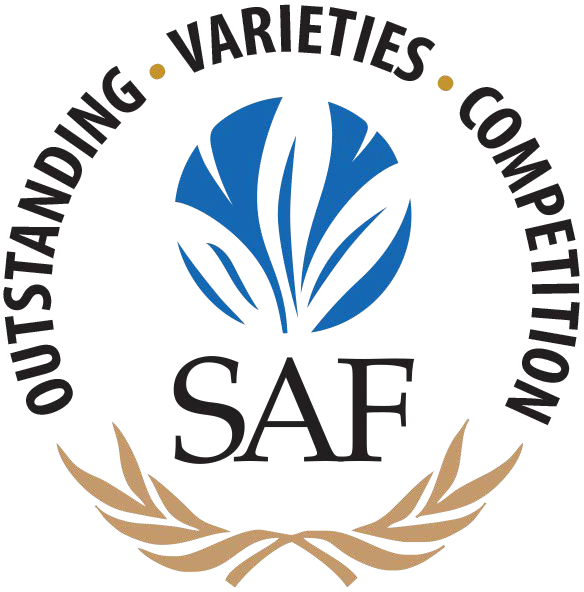 OUTSTANDING • VARIETIES • COMPETITION
SAF